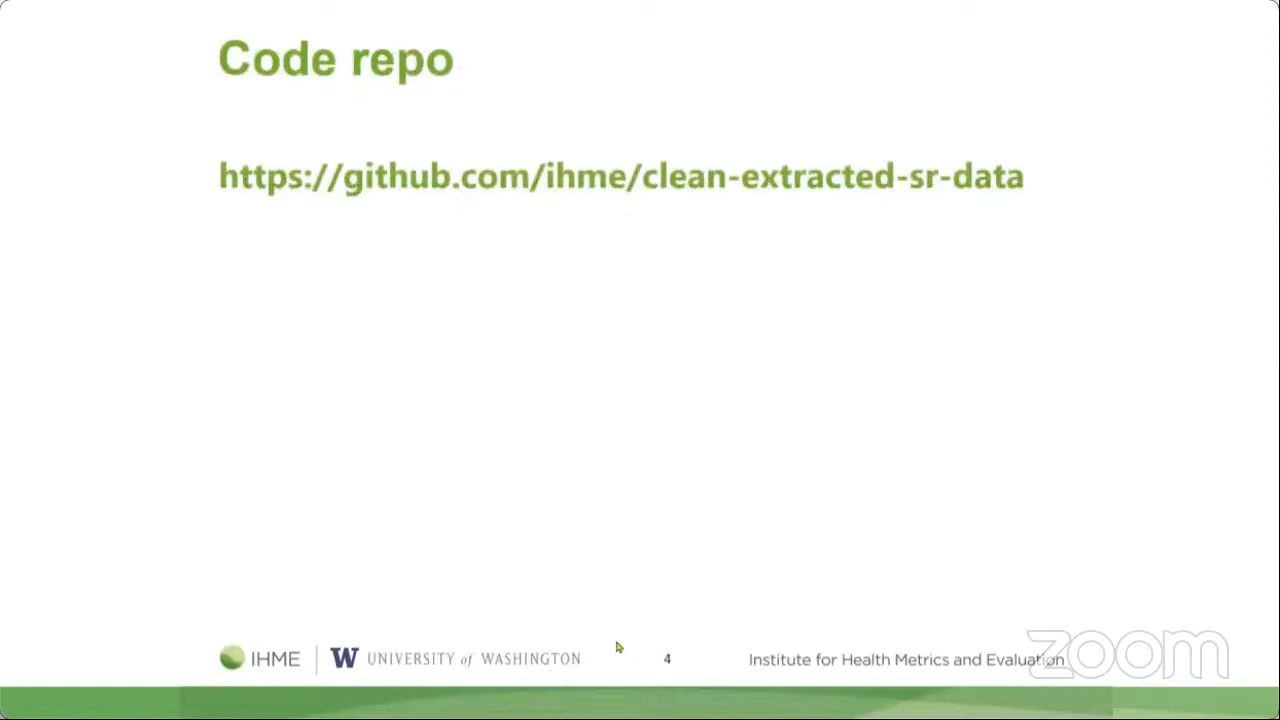 Code repo
https://github.com/ihme/clean-extracted-sr-data
IHME
W UNIVERSITY of WASHINGTON
4
Institute for Health Metrics and Evaluation
zoom